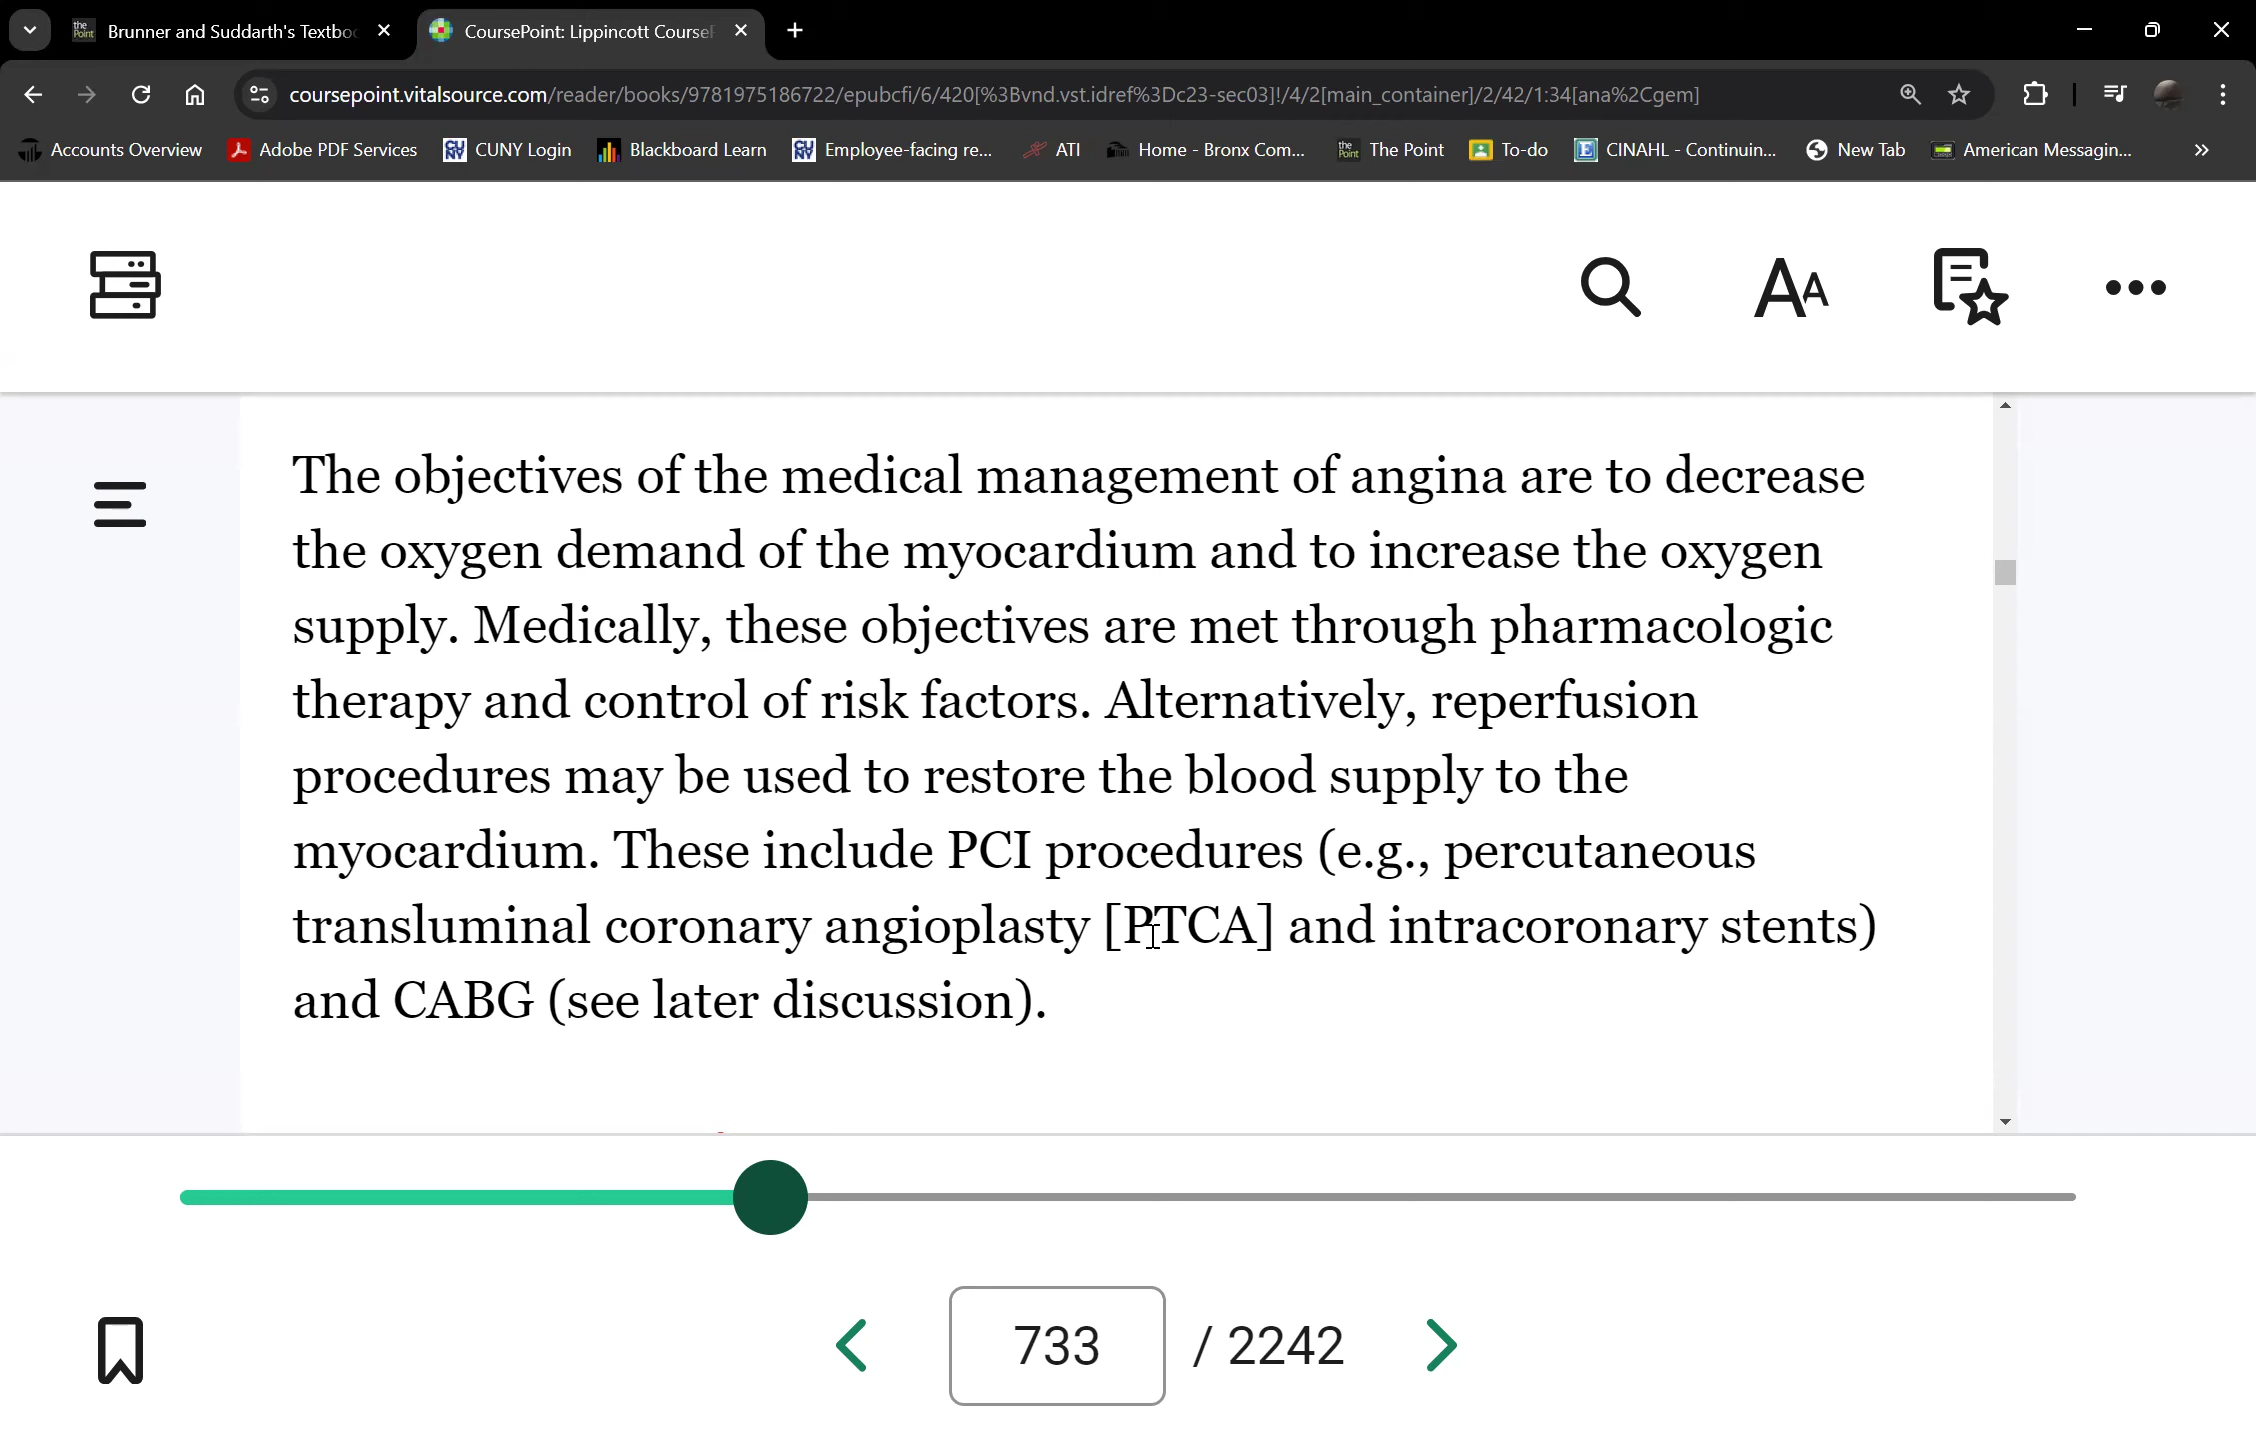 the Point Brunner and Suddarth's Textbo
CoursePoint: Lippincott Course
coursepoint.vitalsource.com/reader/books/9781975186722/epubcfi/6/420[%3Bvnd.vst.idref%3Dc23-sec03]!/4/2[main_container]/2/42/1:34[ana%2Cgem]
Accounts Overview Adobe PDF Services CUNY Login Blackboard Learn Employee-facing re... ATI Home - Bronx Com... the Point The Point To-do E CINAHL - Continuin... New Tab American Messagin...
AA
The objectives of the medical management of angina are to decrease
the oxygen demand of the myocardium and to increase the oxygen
supply. Medically, these objectives are met through pharmacologic
therapy and control of risk factors. Alternatively, reperfusion
procedures may be used to restore the blood supply to the
myocardium. These include PCI procedures (e.g., percutaneous
transluminal coronary angioplasty [PTCA] and intracoronary stents)
and CABG (see later discussion).
733 / 2242